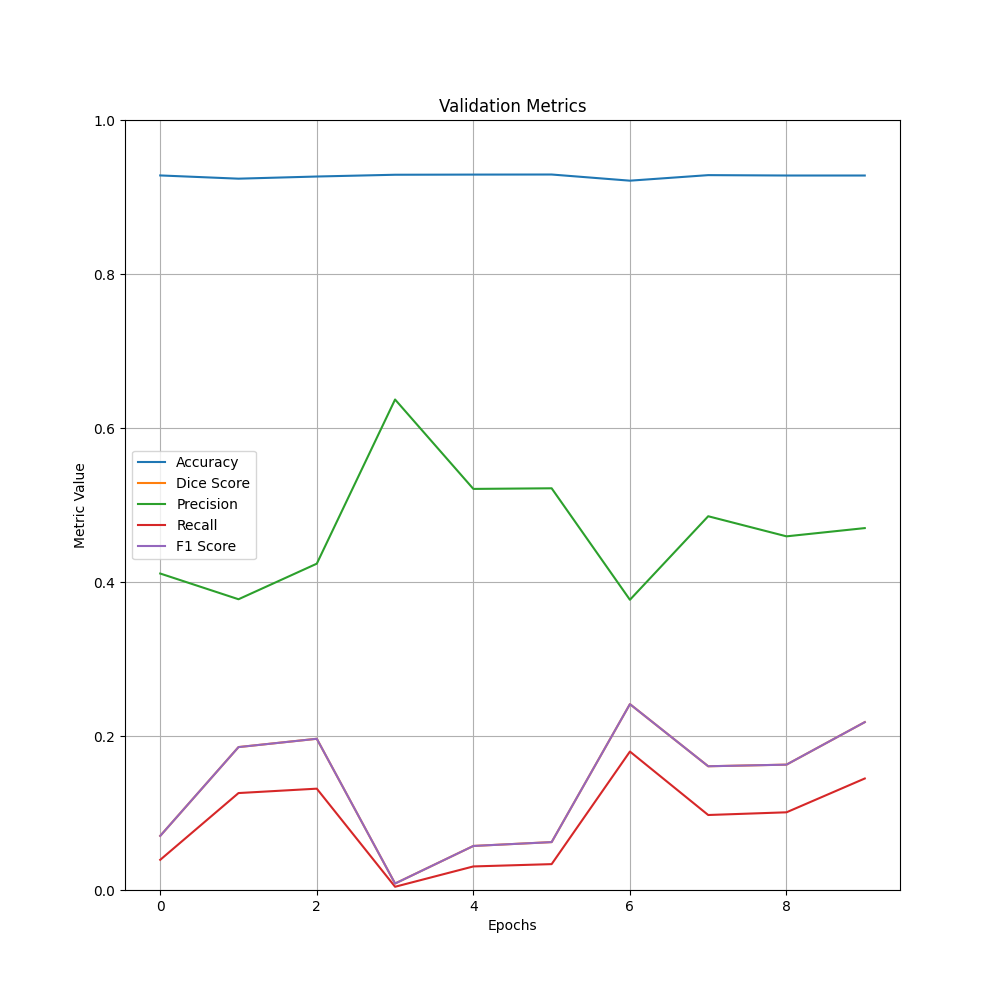 Validation Metrics
1.0
0.8
0.6
0.4
0.2
0.0
Metric Value
Accuracy
Dice Score
Precision
Recall
F1 Score
0 2 4 6 8
Epochs